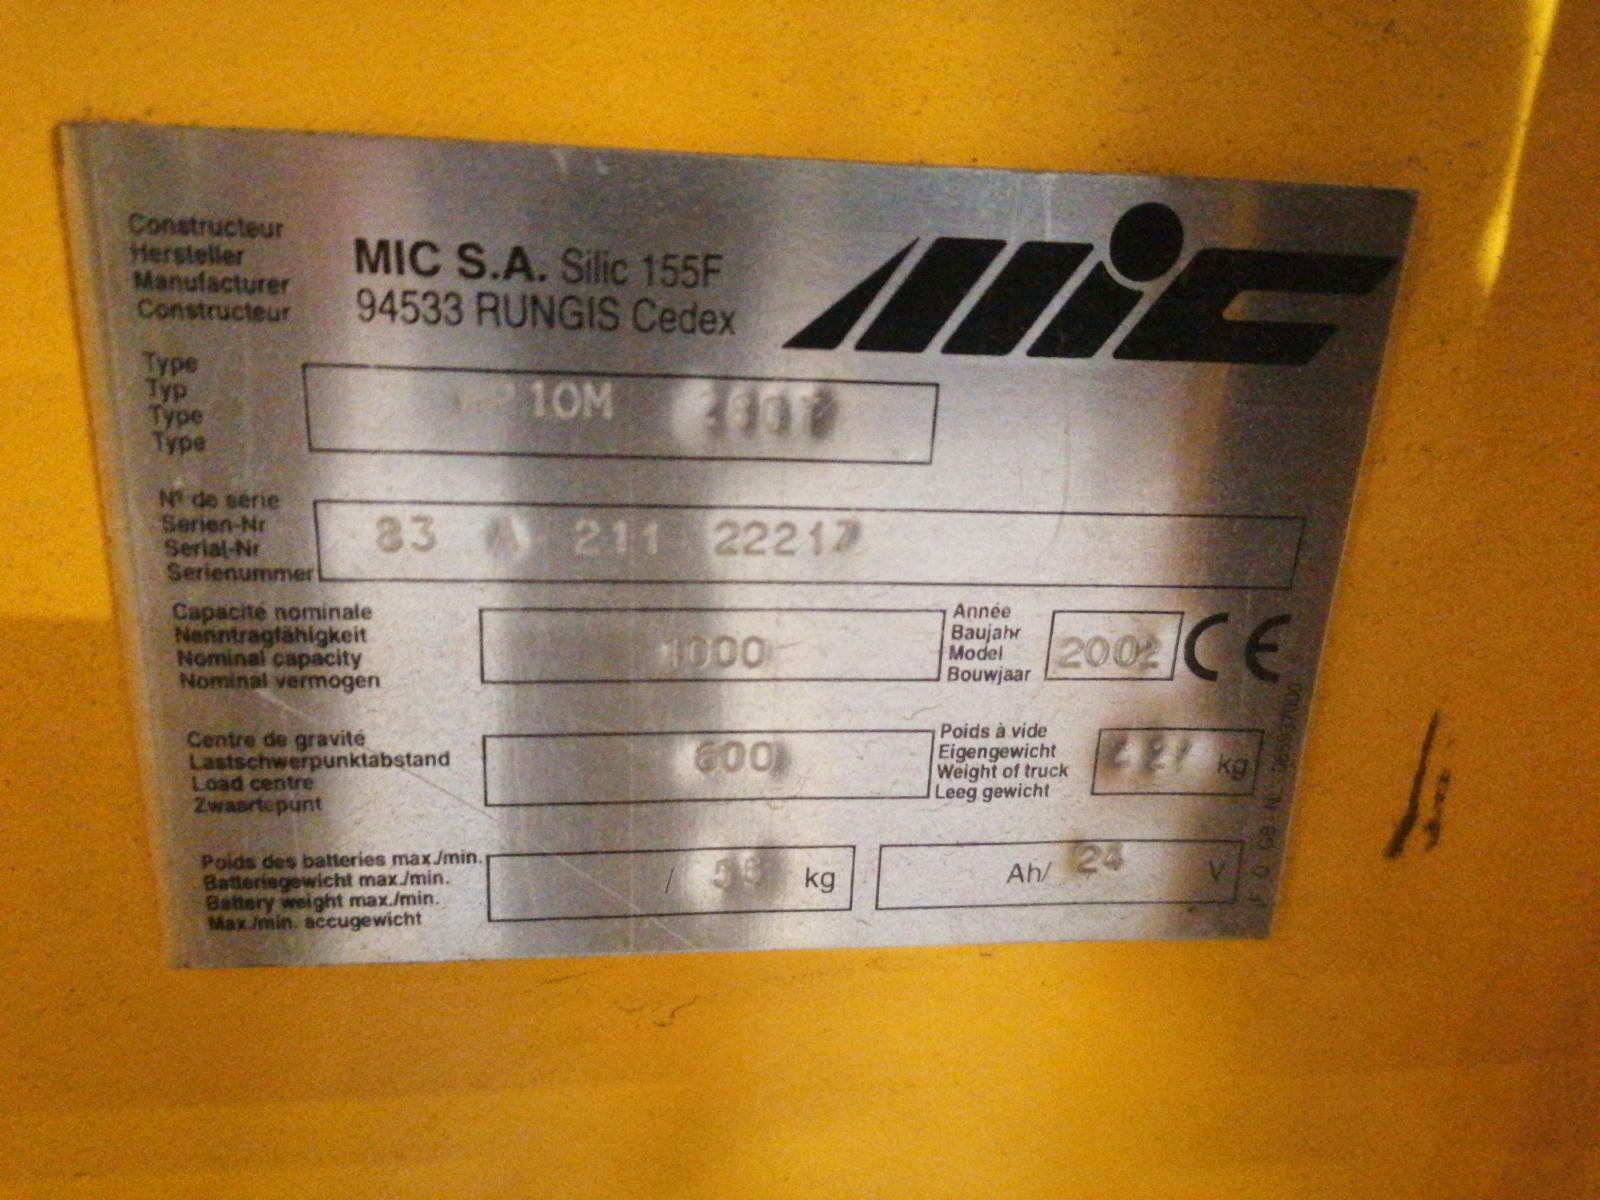 Constructeur
Hersteller
Manufacturer
Constructeur
MIC S.A. Silic 155F
94533 RUNGIS Cedex
MIC
Type
Typ
Type
Type
10M
Nº de série
Serien-Nr
Serial-Nr
Serienummer
83 211 22217
Capacité nominale
Nenntragfähigkeit
Nominal capacity
Nominal vermogen
1000
Année
Baujahr
Model
Bouwjaar
2002
CE
Centre de gravité
Lastschwerpunktabstand
Load centre
Zwaartepunt
600
Poids à vide
Eigengewicht
Weight of truck
Leeg gewicht
kg
Poids des batteries max./min.
Batteriegewicht max./min.
Battery weight max./min.
Max./min. accugewicht
/ kg
Ah/ 24 V